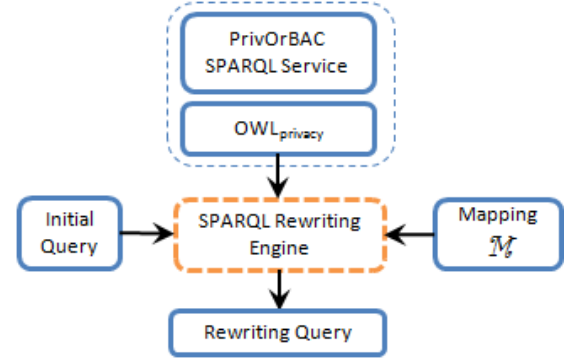 PrivOrBAC
SPARQL Service
OWLprivacy
Initial
Query
SPARQL Rewriting
Engine
Mapping
ℳ
Rewriting Query